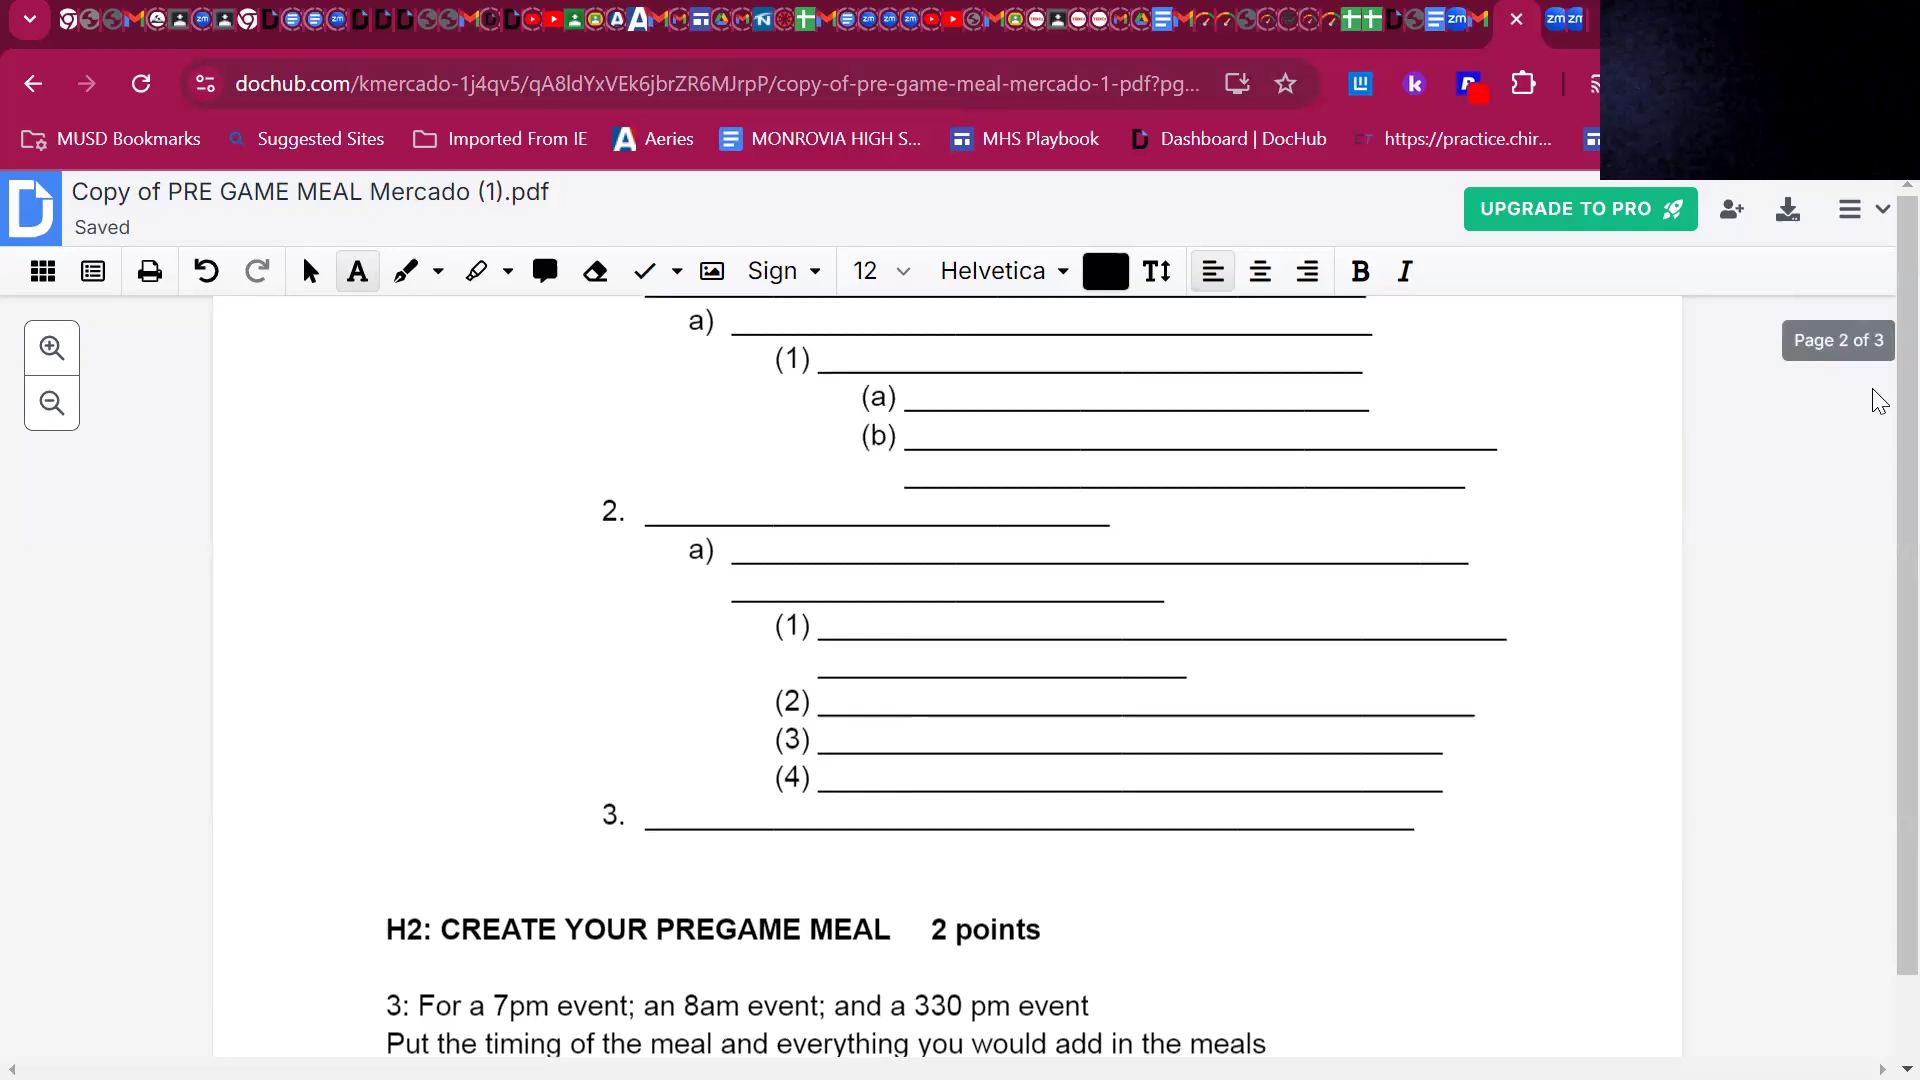 dochub.com/kmercado-1j4qv5/qA8ldYxVEk6jbrZR6MJrpP/copy-of-pre-game-meal-mercado-1-pdf?pg...
MUSD Bookmarks Suggested Sites Imported From IE Aeries MONROVIA HIGH S... MHS Playbook Dashboard | DocHub https://practice.chir...
Copy of PRE GAME MEAL Mercado (1).pdf
Saved
UPGRADE TO PRO
Sign 12 Helvetica B I
Page 2 of 3
a)
(1)
(a)
(b)
2.
a)
(1)
(2)
(3)
(4)
3.
H2: CREATE YOUR PREGAME MEAL 2 points
3: For a 7pm event; an 8am event; and a 330 pm event
Put the timing of the meal and everything you would add in the meals